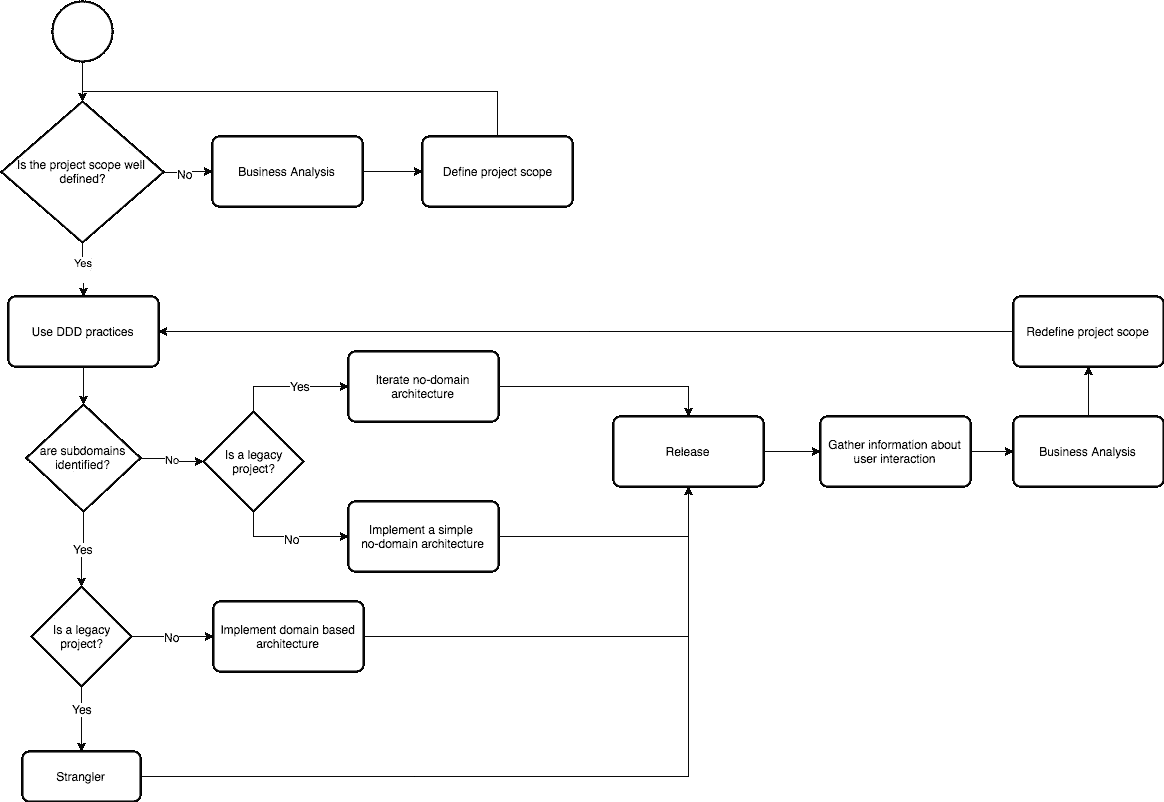 Is the project scope well
defined?
No
Business Analysis
Define project scope
Yes
Use DDD practices
Redefine project scope
Yes
Iterate no-domain
architecture
are subdomains
identified?
No
Is a legacy
project?
Release
Gather information about
user interaction
Business Analysis
No
Implement a simple
no-domain architecture
Yes
Is a legacy
project?
No
Implement domain based
architecture
Yes
Strangler